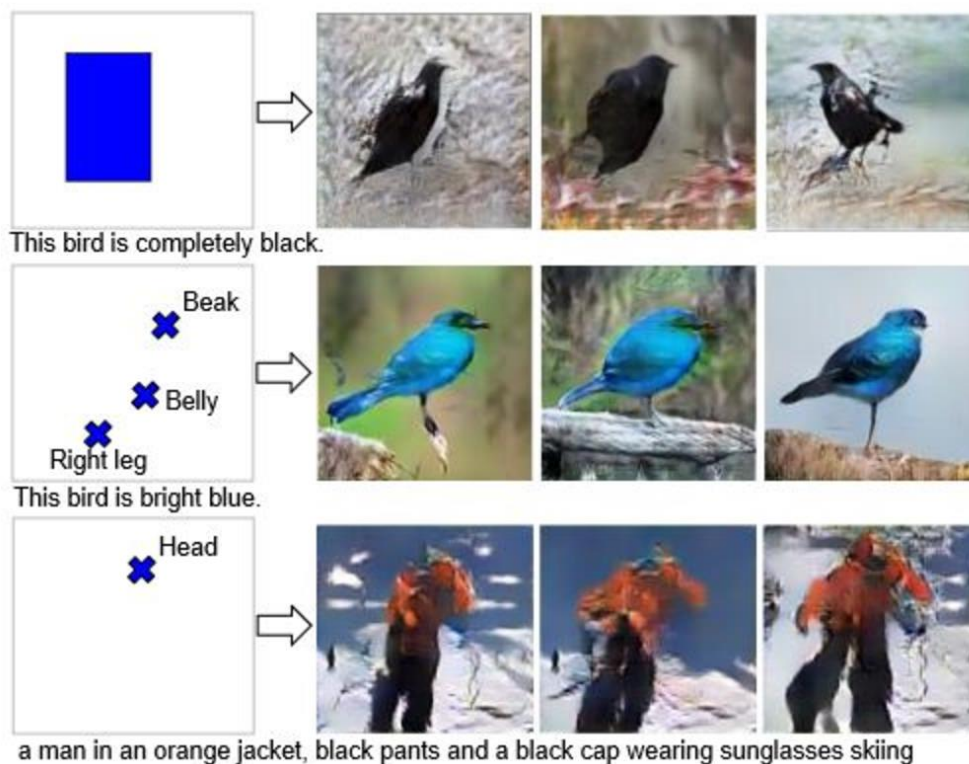 This bird is completely black.
Beak
Belly
Right leg
This bird is bright blue.
Head
a man in an orange jacket, black pants and a black cap wearing sunglasses skiing